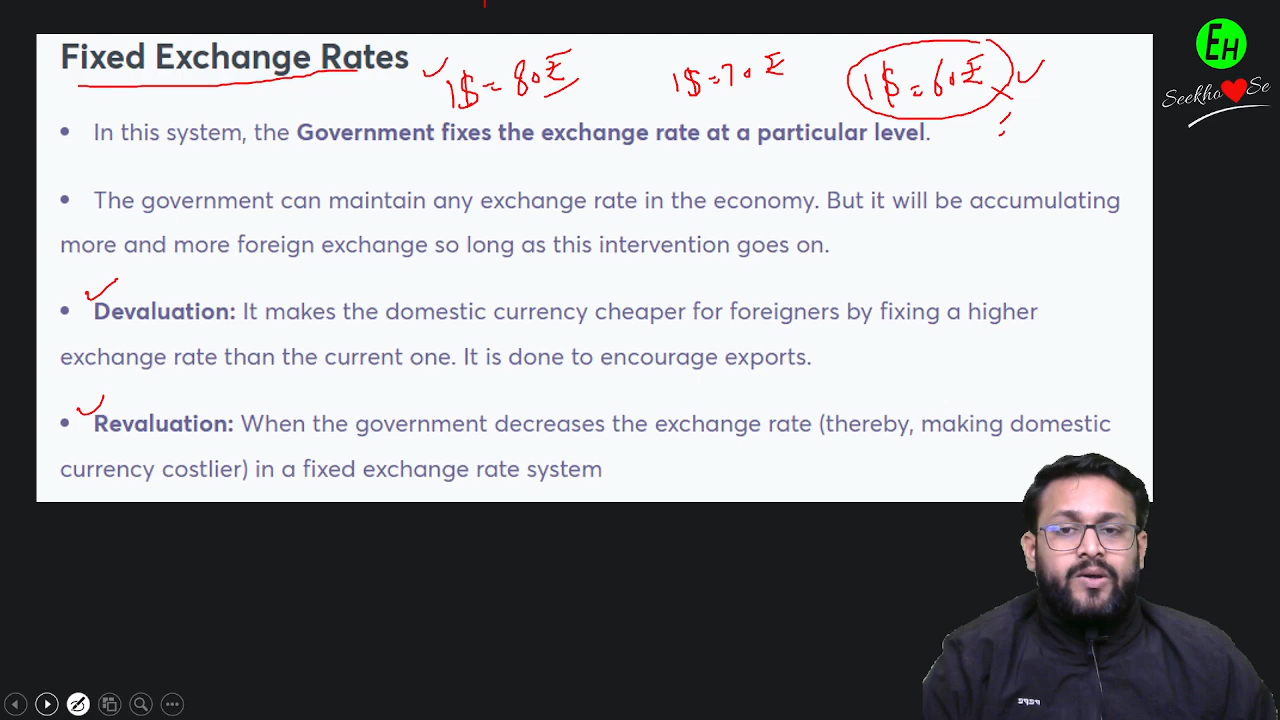 Fixed Exchange Rates
1$ = 80 ₹
1$ = 70 ₹
1$ = 60 ₹
EH
Seekho Se
• In this system, the Government fixes the exchange rate at a particular level.
• The government can maintain any exchange rate in the economy. But it will be accumulating
more and more foreign exchange so long as this intervention goes on.
• Devaluation: It makes the domestic currency cheaper for foreigners by fixing a higher
exchange rate than the current one. It is done to encourage exports.
• Revaluation: When the government decreases the exchange rate (thereby, making domestic
currency costlier) in a fixed exchange rate system